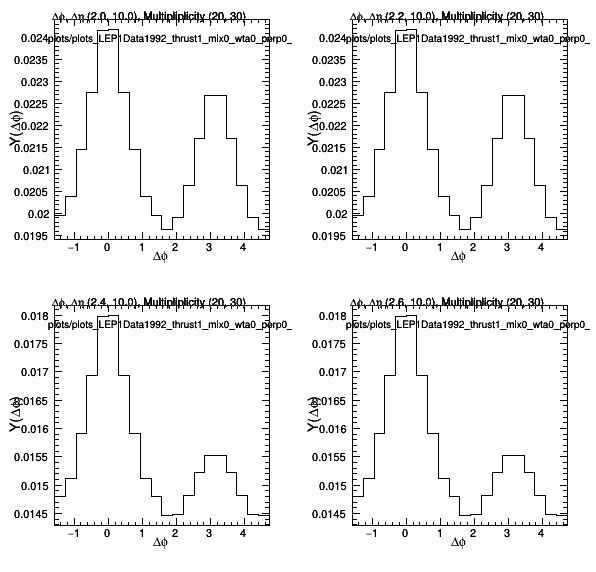 Δϕ, Δη (2.0, 10.0), Multipliplicity (20, 30)
plots/plots_LEP1Data1992_thrust1_mix0_wta0_perp0_
Y(Δϕ)
0.024
0.0235
0.023
0.0225
0.022
0.0215
0.021
0.0205
0.02
0.0195
−1 0 1 2 3 4
Δϕ
Δϕ, Δη (2.2, 10.0), Multipliplicity (20, 30)
plots/plots_LEP1Data1992_thrust1_mix0_wta0_perp0_
Y(Δϕ)
0.024
0.0235
0.023
0.0225
0.022
0.0215
0.021
0.0205
0.02
0.0195
−1 0 1 2 3 4
Δϕ
Δϕ, Δη (2.4, 10.0), Multipliplicity (20, 30)
plots/plots_LEP1Data1992_thrust1_mix0_wta0_perp0_
Y(Δϕ)
0.018
0.0175
0.017
0.0165
0.016
0.0155
0.015
0.0145
−1 0 1 2 3 4
Δϕ
Δϕ, Δη (2.6, 10.0), Multipliplicity (20, 30)
plots/plots_LEP1Data1992_thrust1_mix0_wta0_perp0_
Y(Δϕ)
0.018
0.0175
0.017
0.0165
0.016
0.0155
0.015
0.0145
−1 0 1 2 3 4
Δϕ